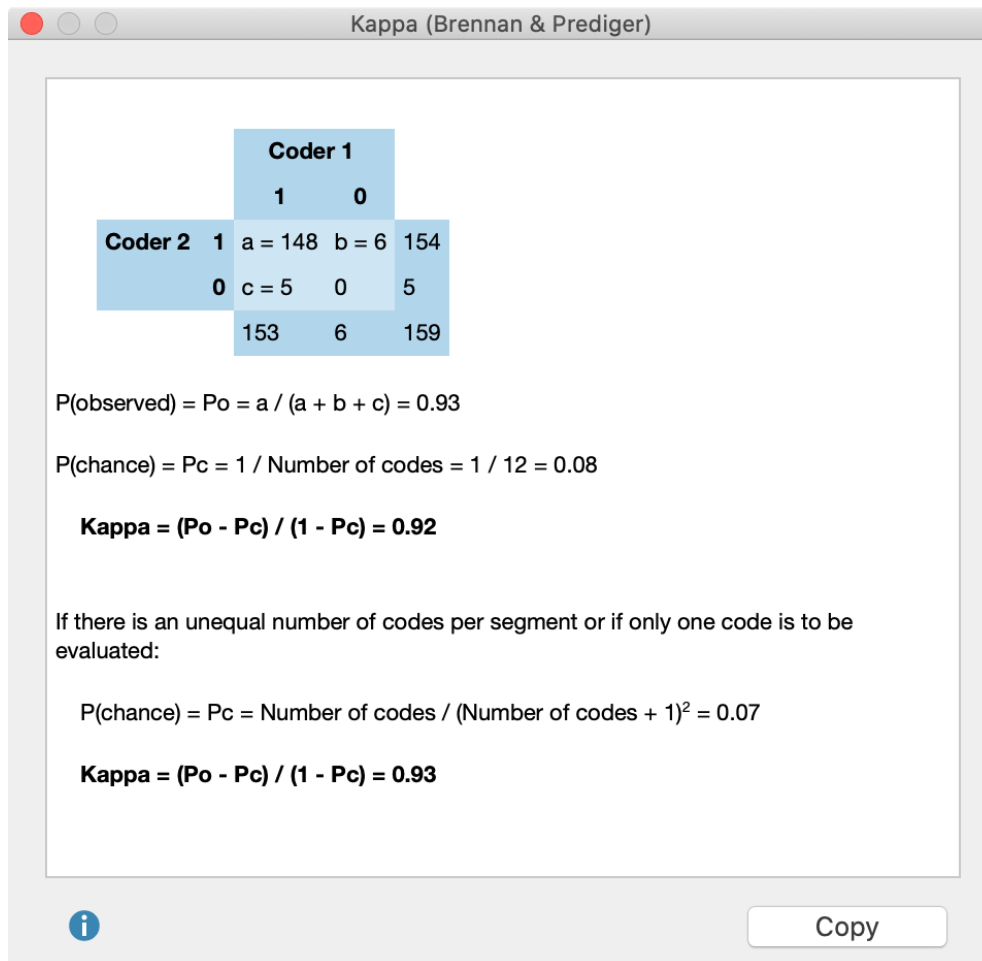 Kappa (Brennan & Prediger)
Coder 1
1 0
Coder 2 1 a = 148 b = 6 154
0 c = 5 0 5
153 6 159
P(observed) = Po = a / (a + b + c) = 0.93
P(chance) = Pc = 1 / Number of codes = 1 / 12 = 0.08
Kappa = (Po - Pc) / (1 - Pc) = 0.92
If there is an unequal number of codes per segment or if only one code is to be
evaluated:
P(chance) = Pc = Number of codes / (Number of codes + 1)² = 0.07
Kappa = (Po - Pc) / (1 - Pc) = 0.93
i
Copy